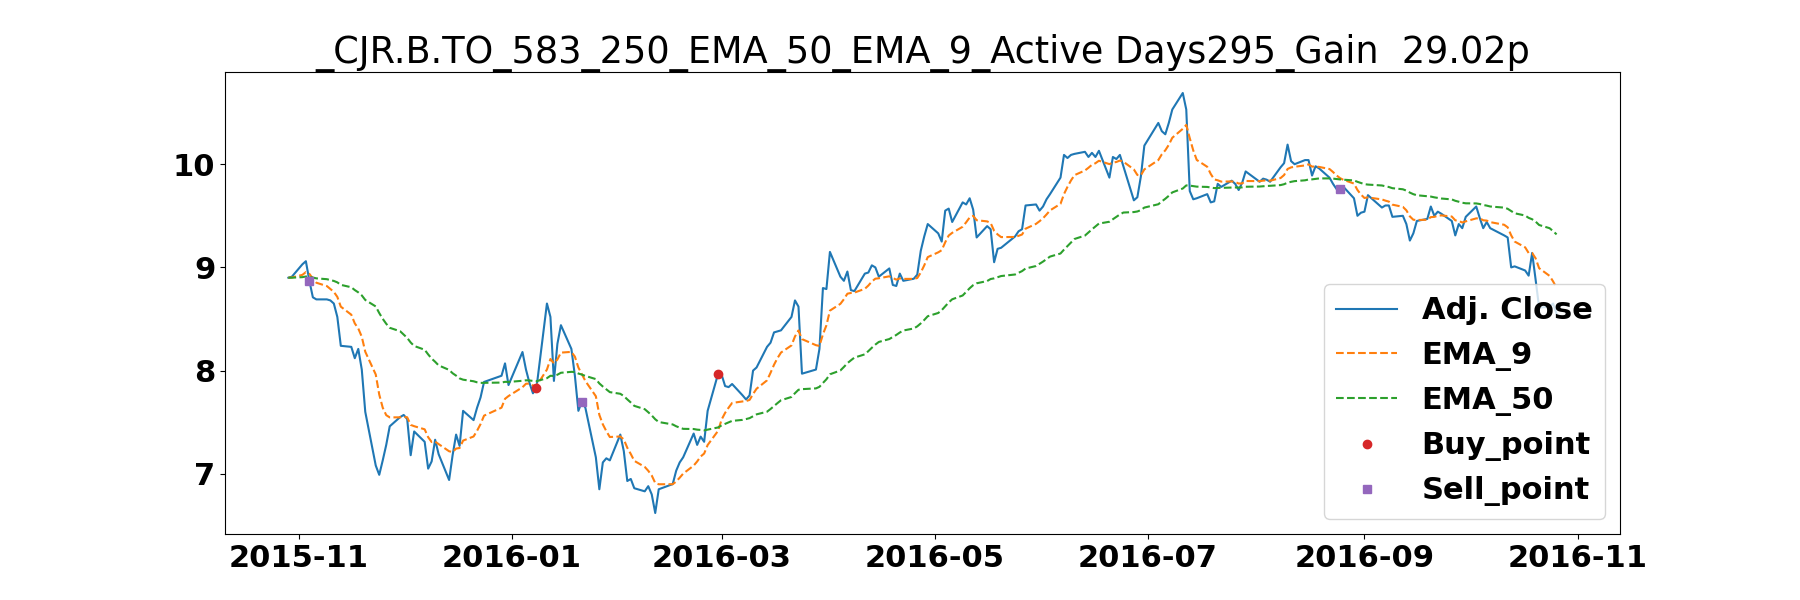 _CJR.B.TO_583_250_EMA_50_EMA_9_Active Days295_Gain  29.02p
10
9
8
7
Adj. Close
EMA_9
EMA_50
Buy_point
Sell_point
2015-11 2016-01 2016-03 2016-05 2016-07 2016-09 2016-11